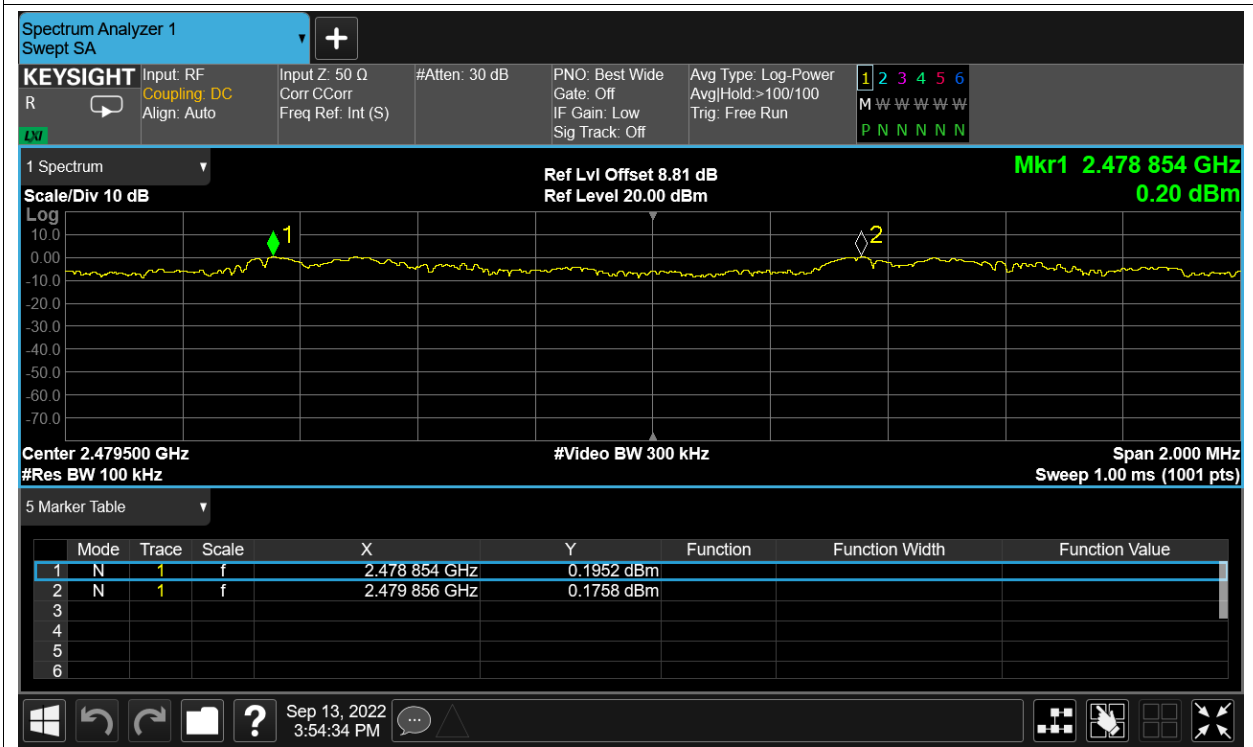 Spectrum Analyzer 1
Swept SA
KEYSIGHT
R
LXI
Input: RF
Coupling: DC
Align: Auto
Input Z: 50 Ω
Corr CCorr
Freq Ref: Int (S)
#Atten: 30 dB
PNO: Best Wide
Gate: Off
IF Gain: Low
Sig Track: Off
Avg Type: Log-Power
Avg|Hold:>100/100
Trig: Free Run
1 2 3 4 5 6
M W W W W W
P N N N N N
1 Spectrum
Scale/Div 10 dB
Ref Lvl Offset 8.81 dB
Ref Level 20.00 dBm
Mkr1 2.478 854 GHz
0.20 dBm
Log
10.0
0.00
-10.0
-20.0
-30.0
-40.0
-50.0
-60.0
-70.0
1
2
Center 2.479500 GHz
#Res BW 100 kHz
#Video BW 300 kHz
Span 2.000 MHz
Sweep 1.00 ms (1001 pts)
5 Marker Table
Mode Trace Scale X Y Function Function Width Function Value
1 N 1 f 2.478 854 GHz 0.1952 dBm
2 N 1 f 2.479 856 GHz 0.1758 dBm
3
4
5
6
?
Sep 13, 2022
3:54:34 PM